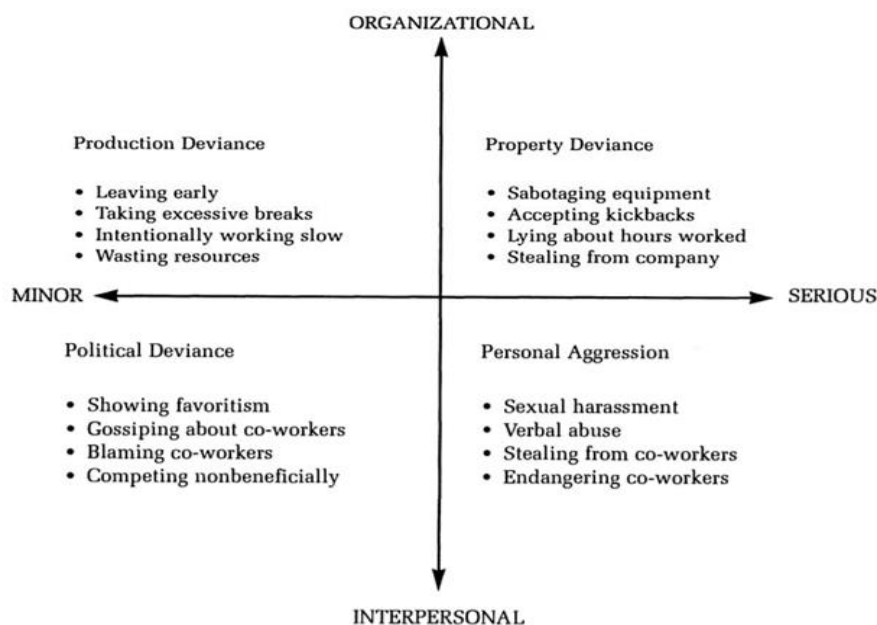 ORGANIZATIONAL
Production Deviance
• Leaving early
• Taking excessive breaks
• Intentionally working slow
• Wasting resources
Property Deviance
• Sabotaging equipment
• Accepting kickbacks
• Lying about hours worked
• Stealing from company
MINOR
SERIOUS
Political Deviance
• Showing favoritism
• Gossiping about co-workers
• Blaming co-workers
• Competing nonbeneficially
Personal Aggression
• Sexual harassment
• Verbal abuse
• Stealing from co-workers
• Endangering co-workers
INTERPERSONAL